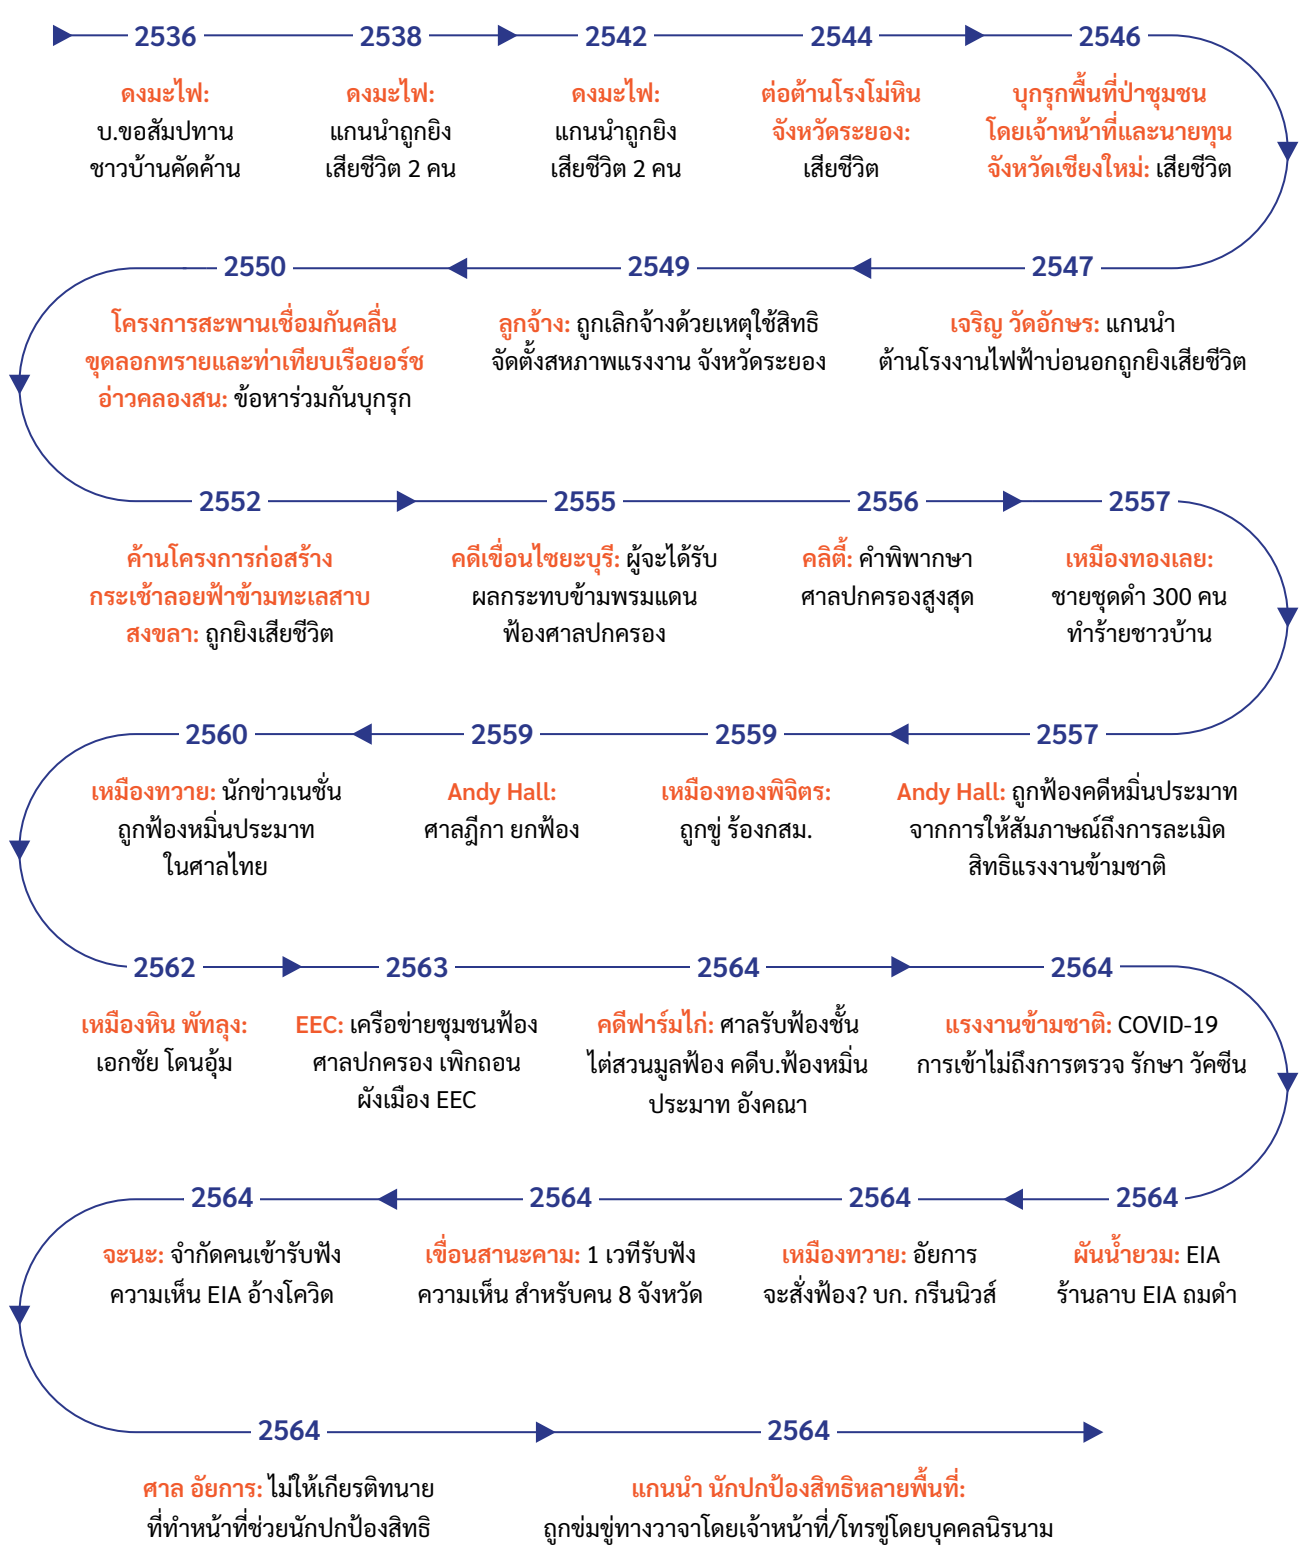 2536
ดงมะไฟ:
บ.ขอสัมปทาน
ชาวบ้านคัดค้าน
2538
ดงมะไฟ:
แกนนำถูกยิง
เสียชีวิต 2 คน
2542
ดงมะไฟ:
แกนนำถูกยิง
เสียชีวิต 2 คน
2544
ต่อต้านโรงโม่หิน
จังหวัดระยอง:
เสียชีวิต
2546
บุกรุกพื้นที่ป่าชุมชน
โดยเจ้าหน้าที่และนายทุน
จังหวัดเชียงใหม่: เสียชีวิต
2547
เจริญ วัดอักษร: แกนนำ
ต้านโรงงานไฟฟ้าบ่อนอกถูกยิงเสียชีวิต
2549
ลูกจ้าง: ถูกเลิกจ้างด้วยเหตุใช้สิทธิ
จัดตั้งสหภาพแรงงาน จังหวัดระยอง
2550
โครงการสะพานเชื่อมกันคลื่น
ขุดลอกทรายและท่าเทียบเรือยอร์ช
อ่าวคลองสน: ข้อหาร่วมกันบุกรุก
2552
ค้านโครงการก่อสร้าง
กระเช้าลอยฟ้าข้ามทะเลสาบ
สงขลา: ถูกยิงเสียชีวิต
2555
คดีเขื่อนไซยะบุรี: ผู้จะได้รับ
ผลกระทบข้ามพรมแดน
ฟ้องศาลปกครอง
2556
คลิตี้: คำพิพากษา
ศาลปกครองสูงสุด
2557
เหมืองทองเลย:
ชายชุดดำ 300 คน
ทำร้ายชาวบ้าน
2557
Andy Hall: ถูกฟ้องคดีหมิ่นประมาท
จากการให้สัมภาษณ์ถึงการละเมิด
สิทธิแรงงานข้ามชาติ
2559
เหมืองทองพิจิตร:
ถูกขู่ ร้องกสม.
2559
Andy Hall:
ศาลฎีกา ยกฟ้อง
2560
เหมืองทวาย: นักข่าวเนชั่น
ถูกฟ้องหมิ่นประมาท
ในศาลไทย
2562
เหมืองหิน พัทลุง:
เอกชัย โดนอุ้ม
2563
EEC: เครือข่ายชุมชนฟ้อง
ศาลปกครอง เพิกถอน
ผังเมือง EEC
2564
คดีฟาร์มไก่: ศาลรับฟ้องชั้น
ไต่สวนมูลฟ้อง คดีบ.ฟ้องหมิ่น
ประมาท อังคณา
2564
แรงงานข้ามชาติ: COVID-19
การเข้าไม่ถึงการตรวจ รักษา วัคซีน
2564
ผันน้ำยวม: EIA
ร้านลาบ EIA ถมดำ
2564
เหมืองทวาย: อัยการ
จะสั่งฟ้อง? บก. กรีนนิวส์
2564
เขื่อนสานะคาม: 1 เวทีรับฟัง
ความเห็น สำหรับคน 8 จังหวัด
2564
จะนะ: จำกัดคนเข้ารับฟัง
ความเห็น EIA อ้างโควิด
2564
ศาล อัยการ: ไม่ให้เกียรติทนาย
ที่ทำหน้าที่ช่วยนักปกป้องสิทธิ
2564
แกนนำ นักปกป้องสิทธิหลายพื้นที่:
ถูกข่มขู่ทางวาจาโดยเจ้าหน้าที่/โทรขู่โดยบุคคลนิรนาม